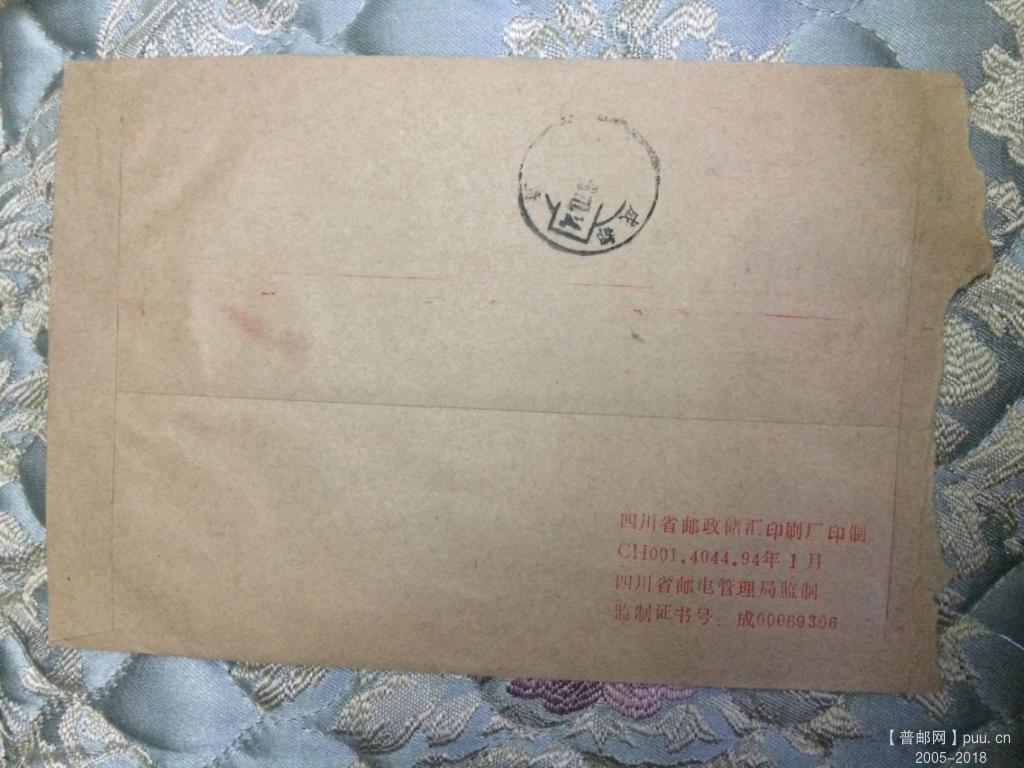 成都
四川省邮政储汇印刷厂印制
CH001.4044.94年1月
四川省邮电管理局监制
监制证书号：成00069306
【普邮网】puu.cn
2005-2018